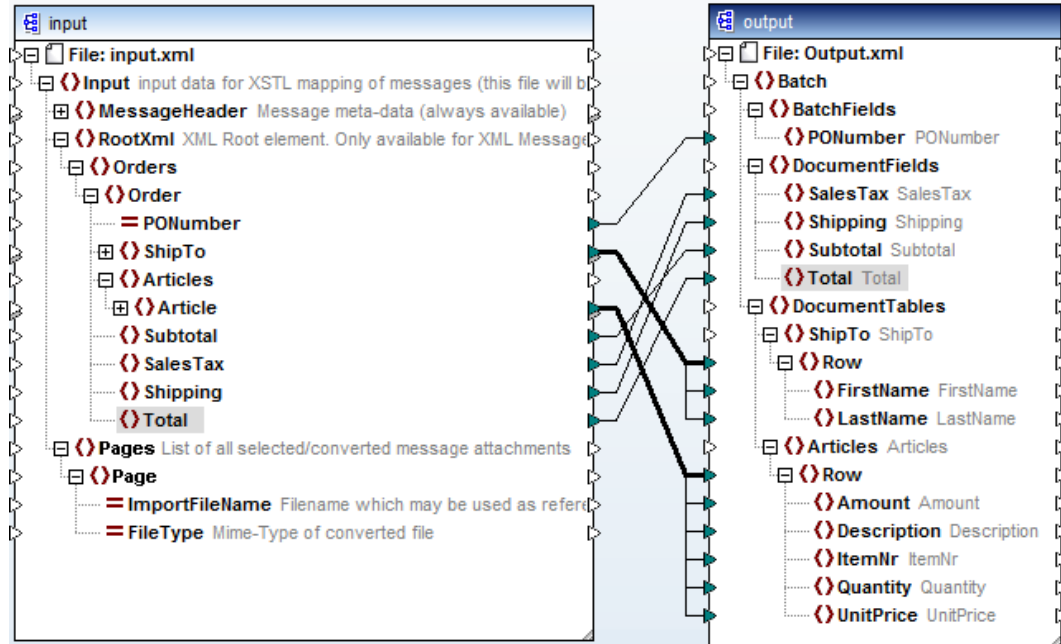 input
File: input.xml
Input input data for XSTL mapping of messages (this file will b
MessageHeader Message meta-data (always available)
RootXml XML Root element. Only available for XML Message
Orders
Order
PONumber
ShipTo
Articles
Article
Subtotal
SalesTax
Shipping
Total
Pages List of all selected/converted message attachments
Page
ImportFileName Filename which may be used as refere
FileType Mime-Type of converted file
output
File: Output.xml
Batch
BatchFields
PONumber PONumber
DocumentFields
SalesTax SalesTax
Shipping Shipping
Subtotal Subtotal
Total Total
DocumentTables
ShipTo ShipTo
Row
FirstName FirstName
LastName LastName
Articles Articles
Row
Amount Amount
Description Description
ItemNr ItemNr
Quantity Quantity
UnitPrice UnitPrice